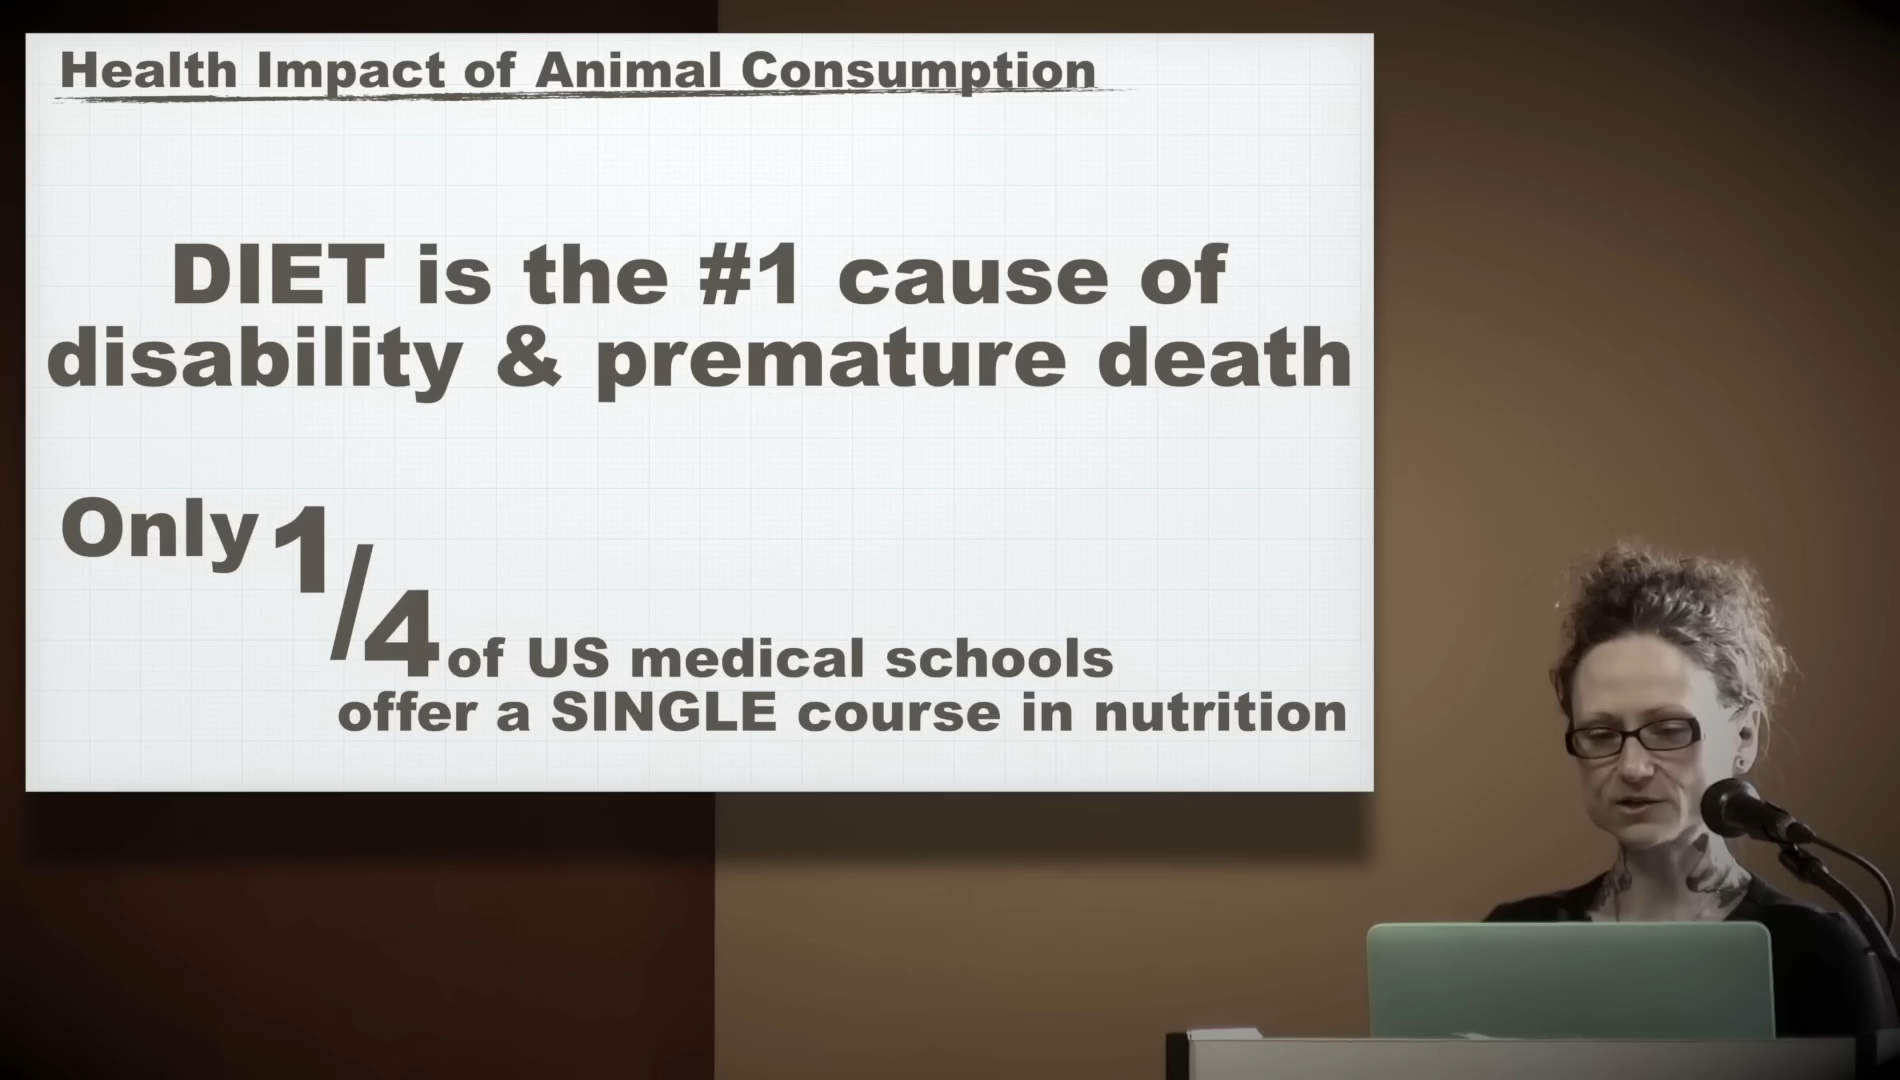 Health Impact of Animal Consumption
DIET is the #1 cause of
disability & premature death
Only 1/4 of US medical schools
offer a SINGLE course in nutrition